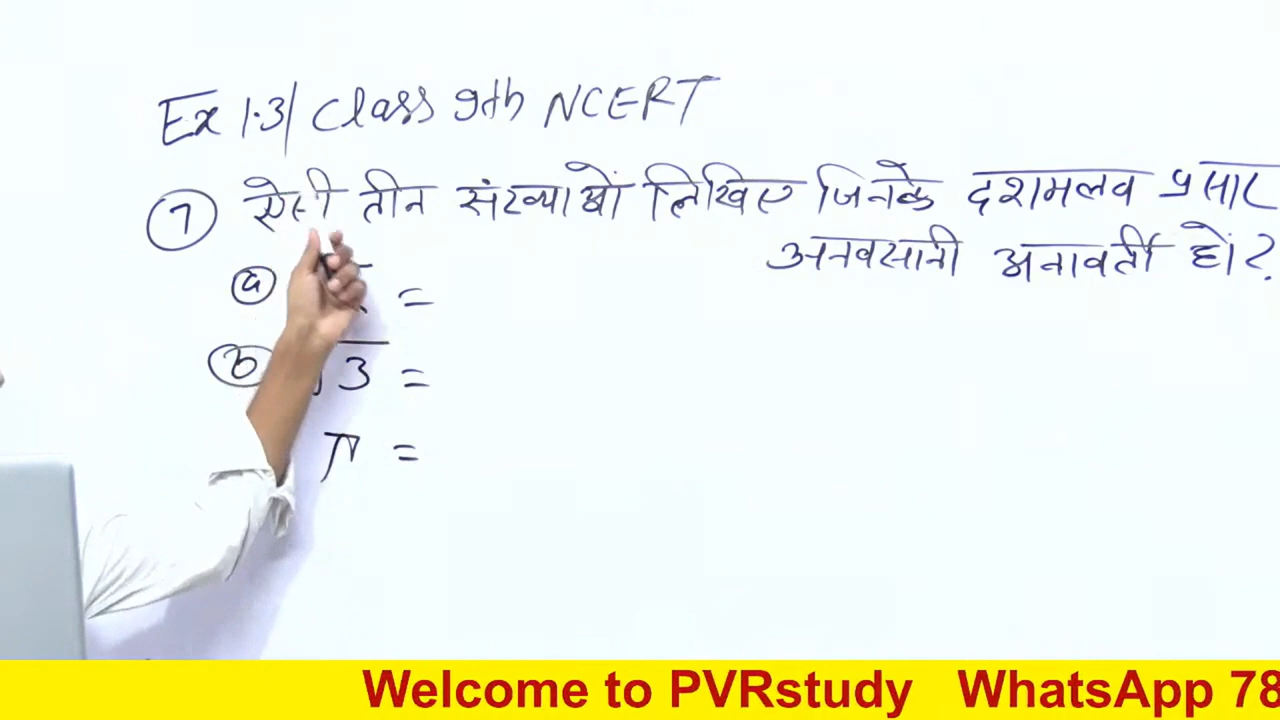 Ex 1.3/ Class 9th NCERT
7 ऐसी तीन संख्याओं लिखिए जिनके दशमलव प्रसार
अनवसानी अनावर्ती हों?
a =
b √3 =
π =
Welcome to PVRstudy WhatsApp 78